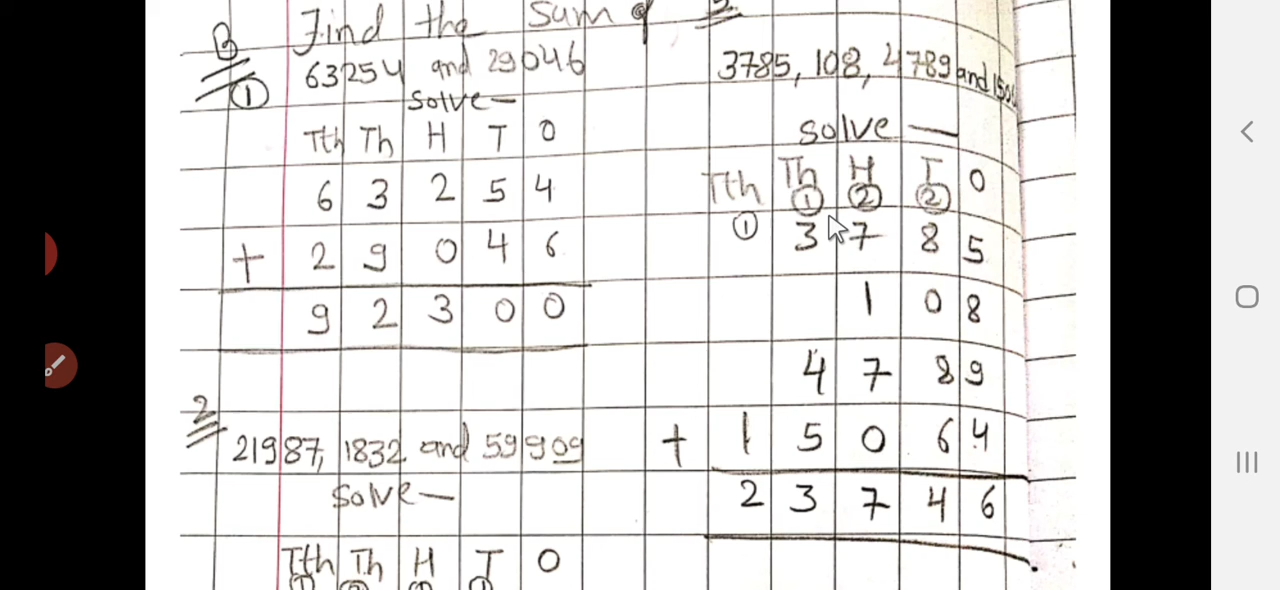 B Find the Sum of
① 63254 and 29046
Solve—
Tth Th H T O
6 3 2 5 4
+ 2 9 0 4 6
9 2 3 0 0
2 21987, 1832 and 59909
Solve—
Tth Th H T O
3785, 108, 4789 and
Solve —
Tth Th H T O
① ① ② ②
3 7 8 5
1 0 8
4 7 8 9
+ 1 5 0 6 4
2 3 7 4 6